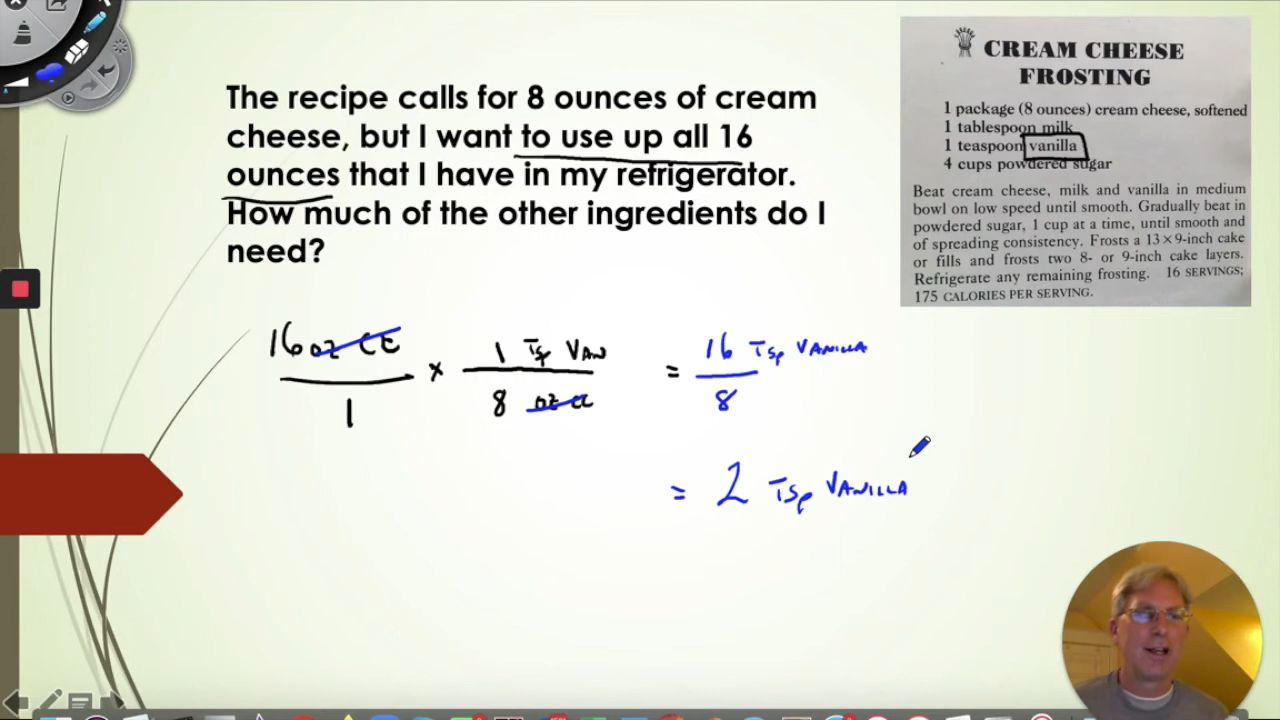 The recipe calls for 8 ounces of cream
cheese, but I want to use up all 16
ounces that I have in my refrigerator.
How much of the other ingredients do I
need?
CREAM CHEESE
FROSTING
1 package (8 ounces) cream cheese, softened
1 tablespoon milk
1 teaspoon vanilla
4 cups powdered sugar
Beat cream cheese, milk and vanilla in medium
bowl on low speed until smooth. Gradually beat in
powdered sugar, 1 cup at a time, until smooth and
of spreading consistency. Frosts a 13 × 9-inch cake
or fills and frosts two 8- or 9-inch cake layers.
Refrigerate any remaining frosting. 16 SERVINGS;
175 CALORIES PER SERVING.
16 oz CC
1
×
1 Tsp VAN
8 oz cc
=
16 Tsp VANILLA
8
= 2 Tsp VANILLA